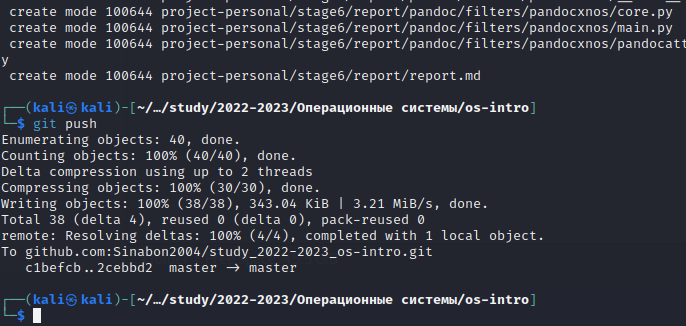 create mode 100644 project-personal/stage6/report/pandoc/filters/pandocxnos/core.py
create mode 100644 project-personal/stage6/report/pandoc/filters/pandocxnos/main.py
create mode 100644 project-personal/stage6/report/pandoc/filters/pandocxnos/pandocatt
y
create mode 100644 project-personal/stage6/report/report.md
┌──(kali㉿kali)-[~/…/study/2022-2023/Операционные системы/os-intro]
└─$ git push
Enumerating objects: 40, done.
Counting objects: 100% (40/40), done.
Delta compression using up to 2 threads
Compressing objects: 100% (30/30), done.
Writing objects: 100% (38/38), 343.04 KiB | 3.21 MiB/s, done.
Total 38 (delta 4), reused 0 (delta 0), pack-reused 0
remote: Resolving deltas: 100% (4/4), completed with 1 local object.
To github.com:Sinabon2004/study_2022-2023_os-intro.git
c1befcb..2cebbd2  master -> master
┌──(kali㉿kali)-[~/…/study/2022-2023/Операционные системы/os-intro]
└─$